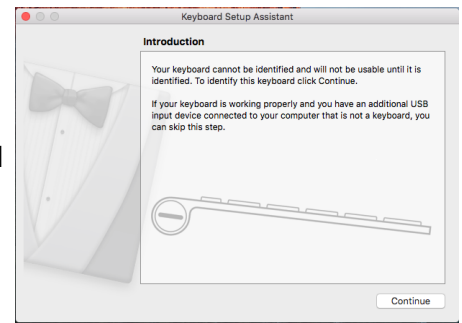 Keyboard Setup Assistant
Introduction
Your keyboard cannot be identified and will not be usable until it is
identified. To identify this keyboard click Continue.
If your keyboard is working properly and you have an additional USB
input device connected to your computer that is not a keyboard, you
can skip this step.
Continue